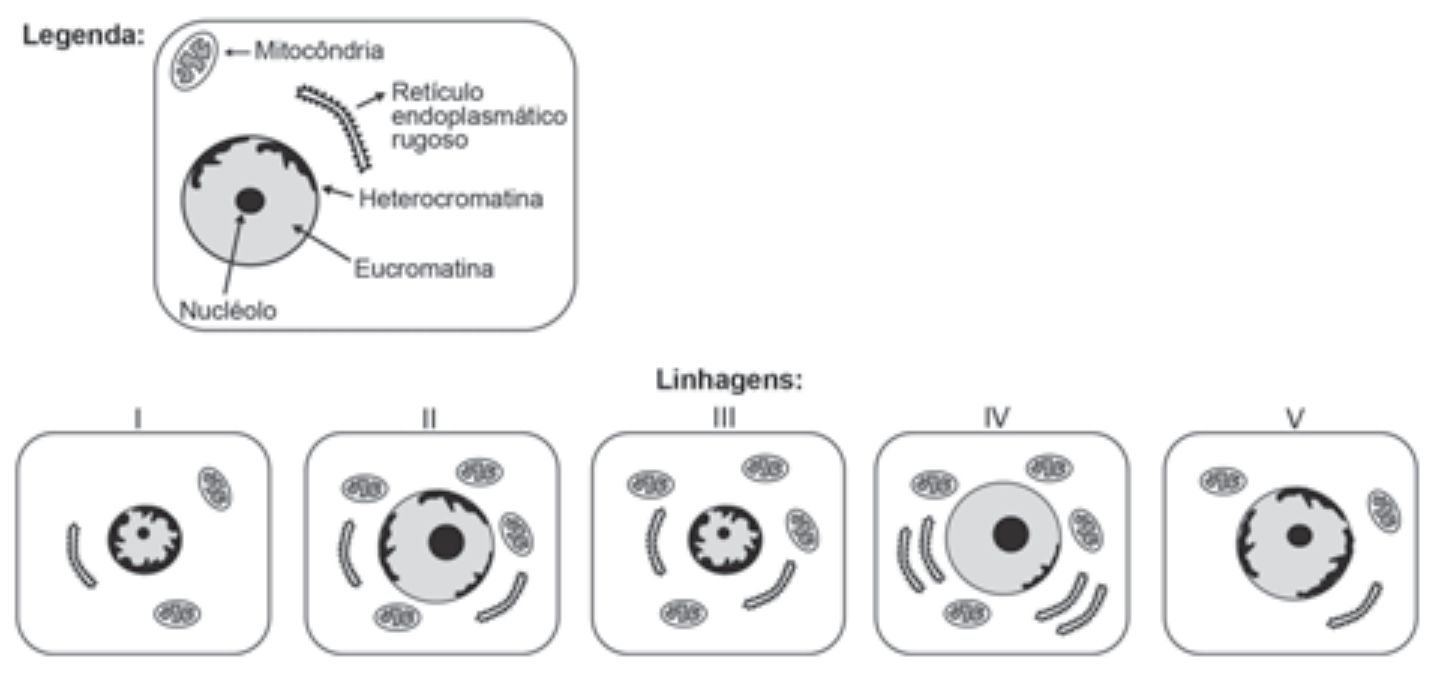 Legenda:
Mitocôndria
Retículo
endoplasmático
rugoso
Heterocromatina
Eucromatina
Nucléolo
Linhagens:
I II III IV V